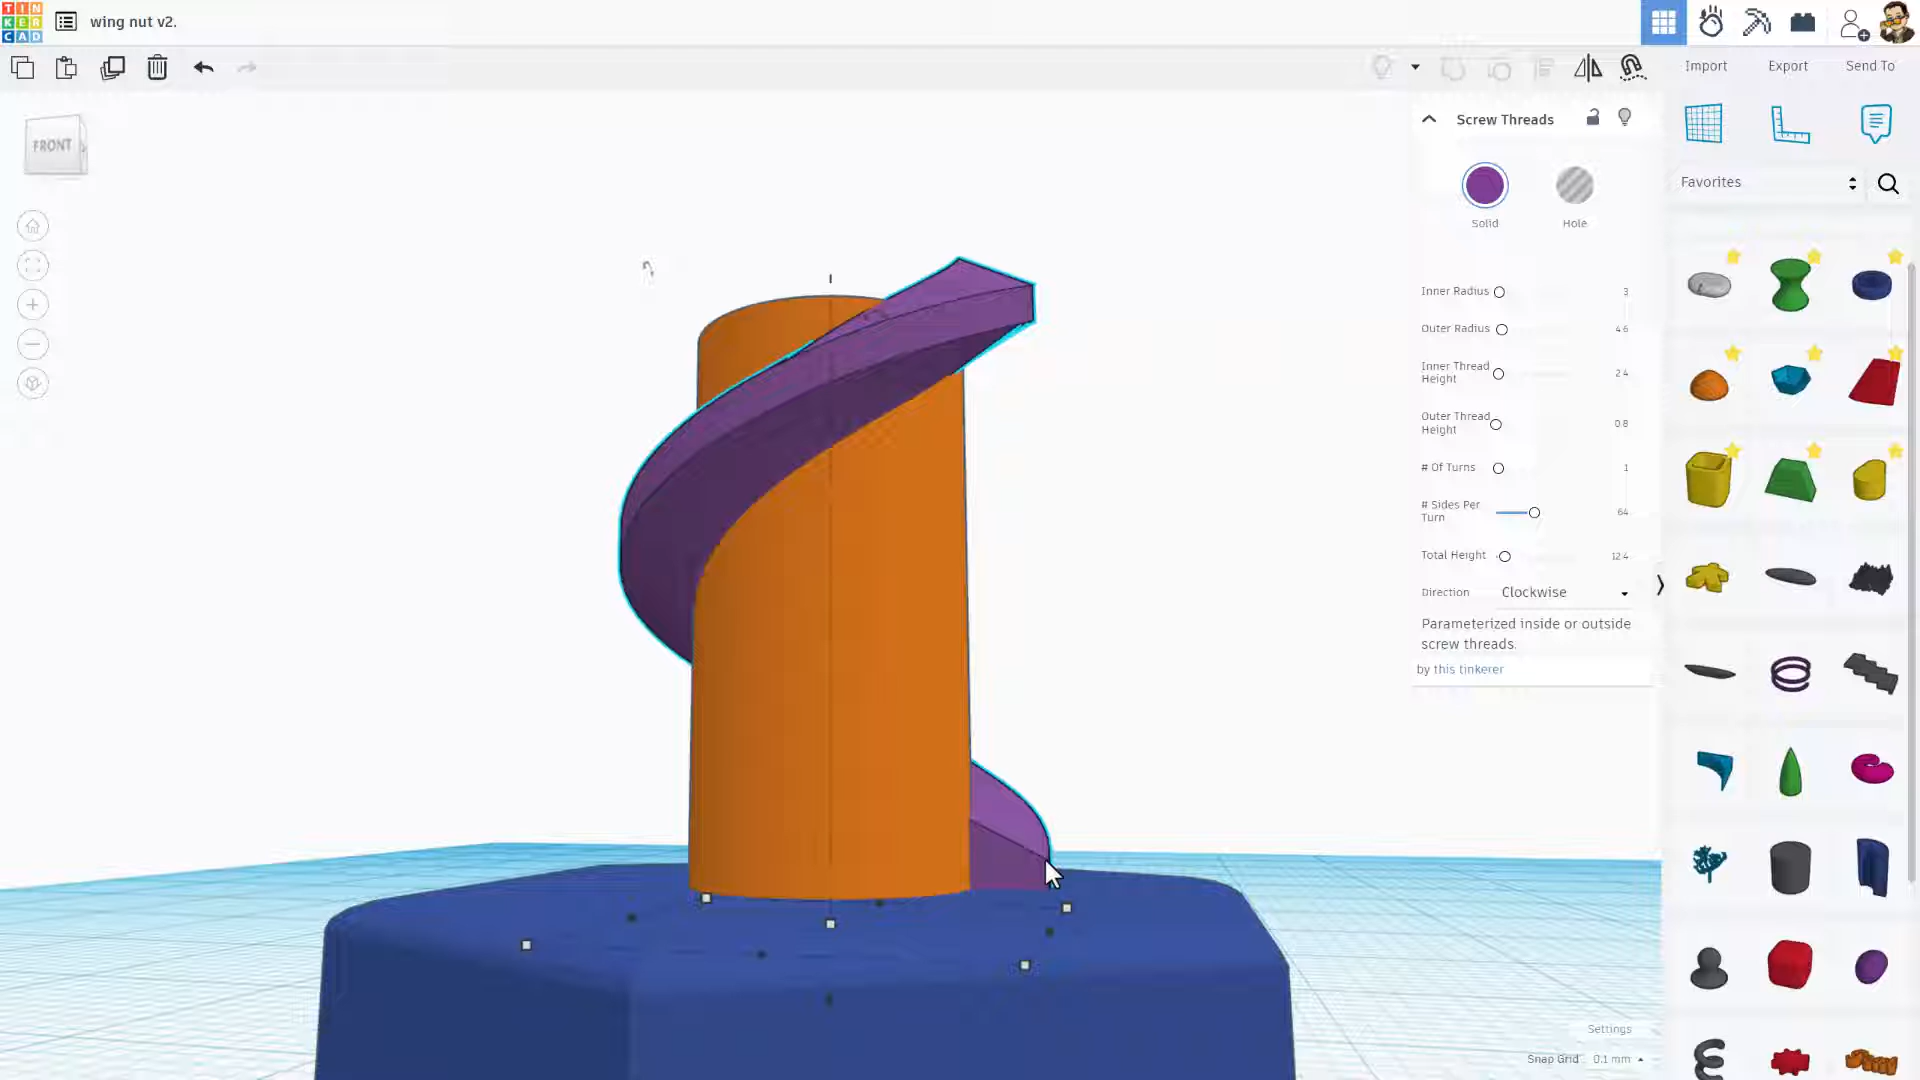 TIN
KER
CAD
wing nut v2.
Import
Export
Send To
FRONT
Screw Threads
Solid
Hole
Favorites
Inner Radius
3
Outer Radius
4.6
Inner Thread
Height
2.4
Outer Thread
Height
0.8
# Of Turns
1
# Sides Per
Turn
64
Total Height
12.4
Direction
Clockwise
Parameterized inside or outside
screw threads.
by this tinkerer
Settings
Snap Grid
0.1 mm